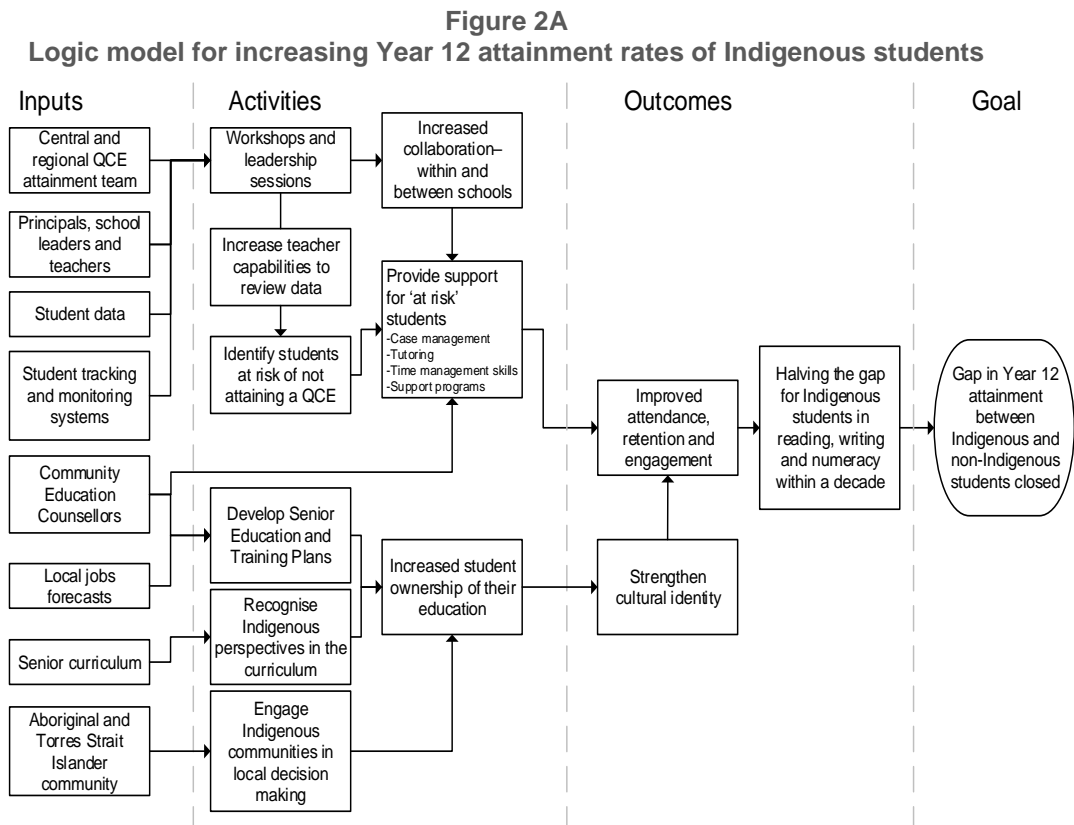 Figure 2A
Logic model for increasing Year 12 attainment rates of Indigenous students
Inputs
Activities
Outcomes
Goal
Central and
regional QCE
attainment team
Principals, school
leaders and
teachers
Student data
Student tracking
and monitoring
systems
Community
Education
Counsellors
Local jobs
forecasts
Senior curriculum
Aboriginal and
Torres Strait
Islander
community
Workshops and
leadership
sessions
Increase teacher
capabilities to
review data
Identify students
at risk of not
attaining a QCE
Develop Senior
Education and
Training Plans
Recognise
Indigenous
perspectives in the
curriculum
Engage
Indigenous
communities in
local decision
making
Increased
collaboration–
within and
between schools
Provide support
for ‘at risk’
students
-Case management
-Tutoring
-Time management skills
-Support programs
Increased student
ownership of their
education
Improved
attendance,
retention and
engagement
Strengthen
cultural identity
Halving the gap
for Indigenous
students in
reading, writing
and numeracy
within a decade
Gap in Year 12
attainment
between
Indigenous and
non-Indigenous
students closed